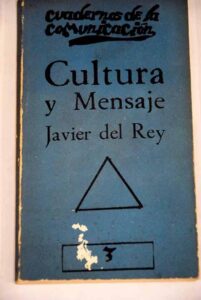 cuadernos de la
comunicación
Cultura
y Mensaje
Javier del Rey
3